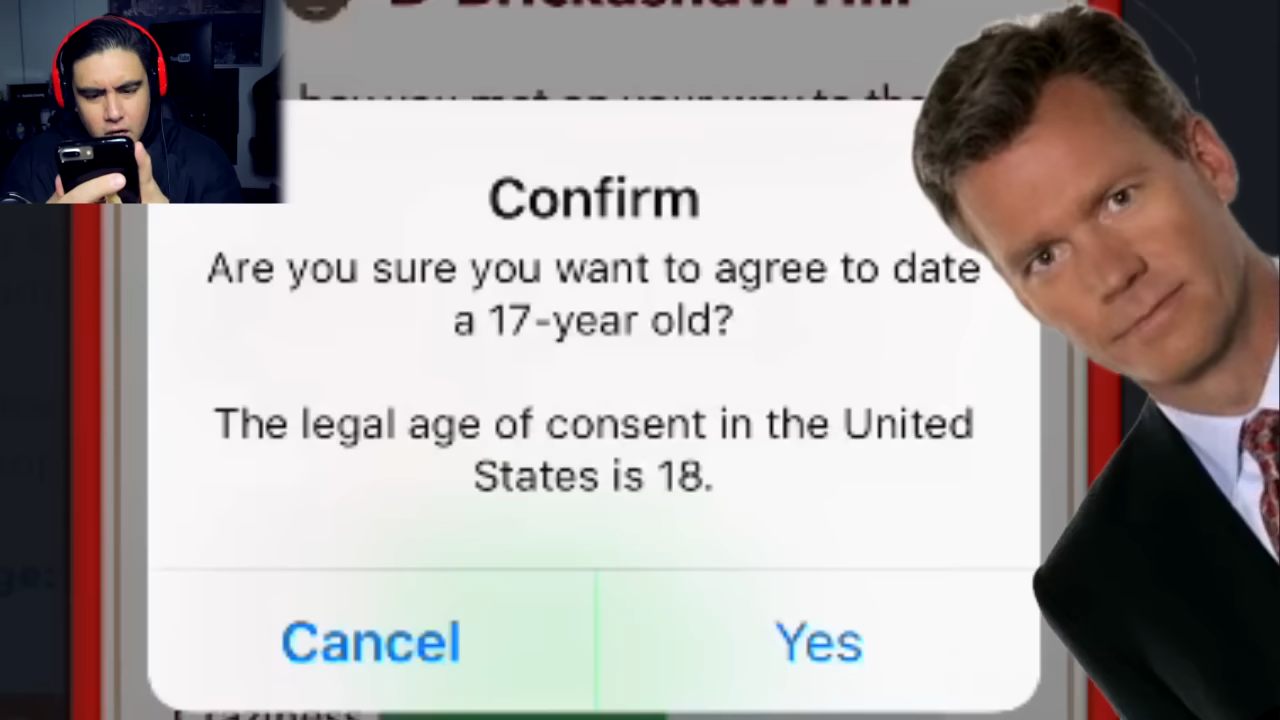 Confirm
Are you sure you want to agree to date
a 17-year old?
The legal age of consent in the United
States is 18.
Cancel
Yes